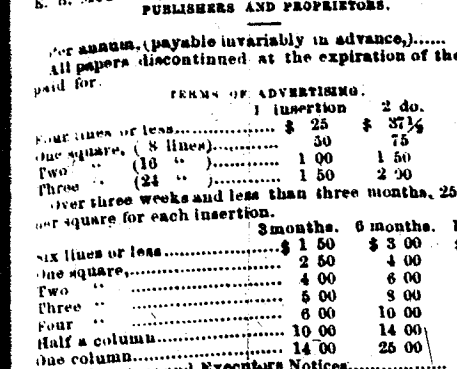 PUBLISHERS AND PROPRIETORS.
Per annum, (payable invariably in advance,)......
All papers discontinued at the expiration of the
paid for.
TERMS OF ADVERTISING.
1 insertion 2 do.
Four lines or less............... $ 25 $ 37½
One square, ( 8 lines)............ 50 75
Two " (16 " )............ 1 00 1 50
Three " (24 " )............ 1 50 2 00
Over three weeks and less than three months, 25
per square for each insertion.
3 months. 6 months.
Six lines or less.................. $ 1 50 $ 3 00
One square,..................... 2 50 4 00
Two " ..................... 4 00 6 00
Three " ..................... 5 00 8 00
Four " ..................... 6 00 10 00
Half a column..................... 10 00 14 00
One column..................... 14 00 25 00
and Executors Notices